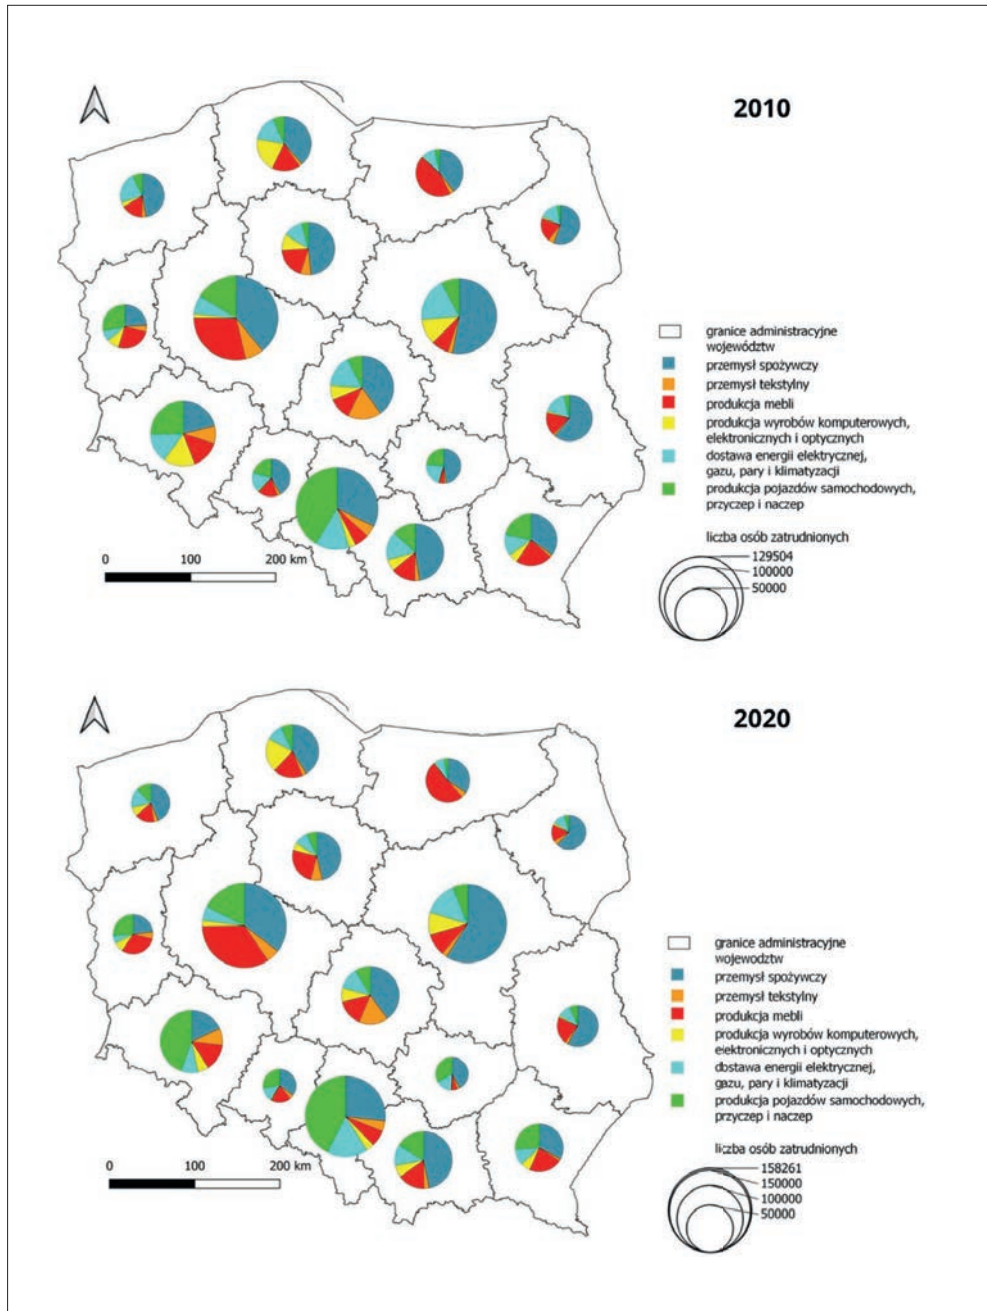 2010
granice administracyjne
województw
przemysł spożywczy
przemysł tekstylny
produkcja mebli
produkcja wyrobów komputerowych,
elektronicznych i optycznych
dostawa energii elektrycznej,
gazu, pary i klimatyzacji
produkcja pojazdów samochodowych,
przyczep i naczep
liczba osób zatrudnionych
129504
100000
50000
0 100 200 km
2020
granice administracyjne
wojewodztw
przemysł spożywczy
przemysł tekstylny
produkcja mebli
produkcja wyrobów komputerowych,
elektronicznych i optycznych
dostawa energii elektrycznej,
gazu, pary i klimatyzacji
produkcja pojazdów samochodowych,
przyczep i naczep
liczba osób zatrudnionych
158261
150000
100000
50000
0 100 200 km